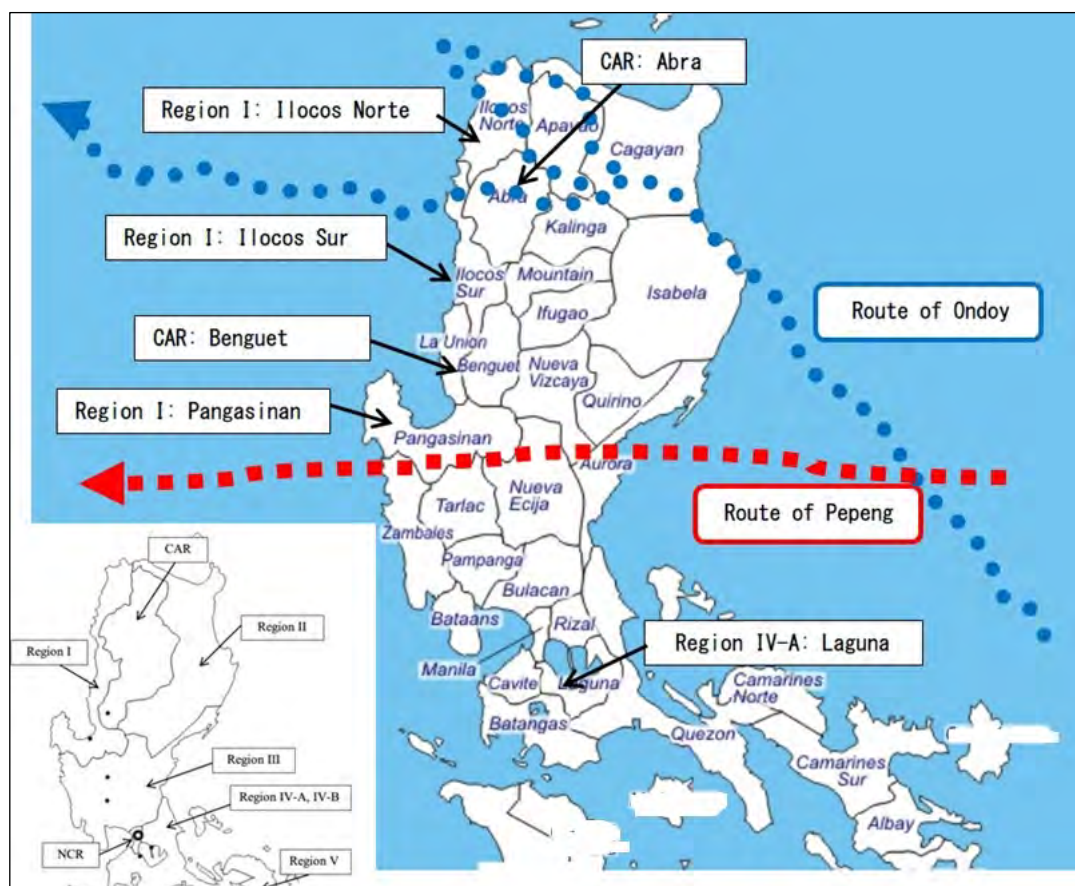 CAR: Abra
Region I: Ilocos Norte
Ilocos
Norte
Apayao
Cagayan
Abra
Region I: Ilocos Sur
Kalinga
Ilocos
Sur
Mountain
Isabela
Ifugao
Route of Ondoy
CAR: Benguet
La Union
Benguet
Nueva
Vizcaya
Quirino
Region I: Pangasinan
Pangasinan
Aurora
Nueva
Ecija
Tarlac
Route of Pepeng
Zambales
Pampanga
Bulacan
Bataans
Rizal
Region IV-A: Laguna
Manila
Cavite
Laguna
Camarines
Norte
Batangas
Quezon
Camarines
Sur
Albay
CAR
Region II
Region I
Region III
Region IV-A, IV-B
NCR
Region V